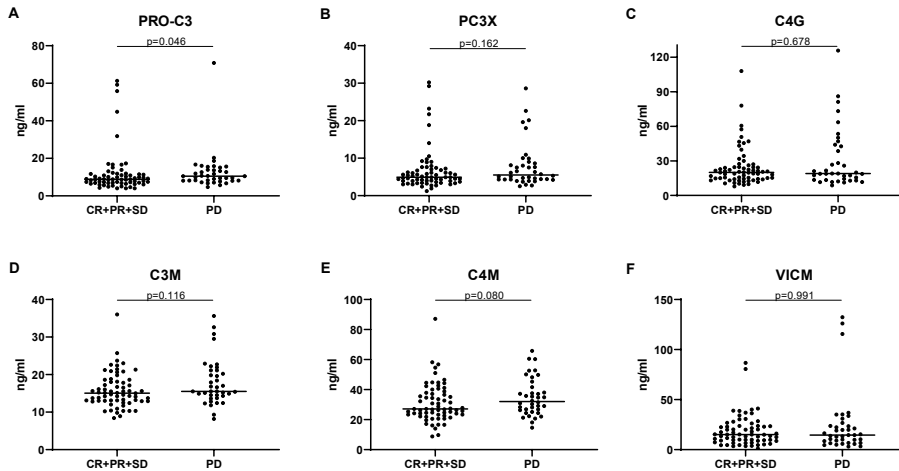 A
PRO-C3
p=0.046
80
60
40
20
0
ng/ml
CR+PR+SD
PD
B
PC3X
p=0.162
40
30
20
10
0
ng/ml
CR+PR+SD
PD
C
C4G
p=0.678
120
90
60
30
0
ng/ml
CR+PR+SD
PD
D
C3M
p=0.116
40
30
20
10
0
ng/ml
CR+PR+SD
PD
E
C4M
p=0.080
100
80
60
40
20
0
ng/ml
CR+PR+SD
PD
F
VICM
p=0.991
150
100
50
0
ng/ml
CR+PR+SD
PD